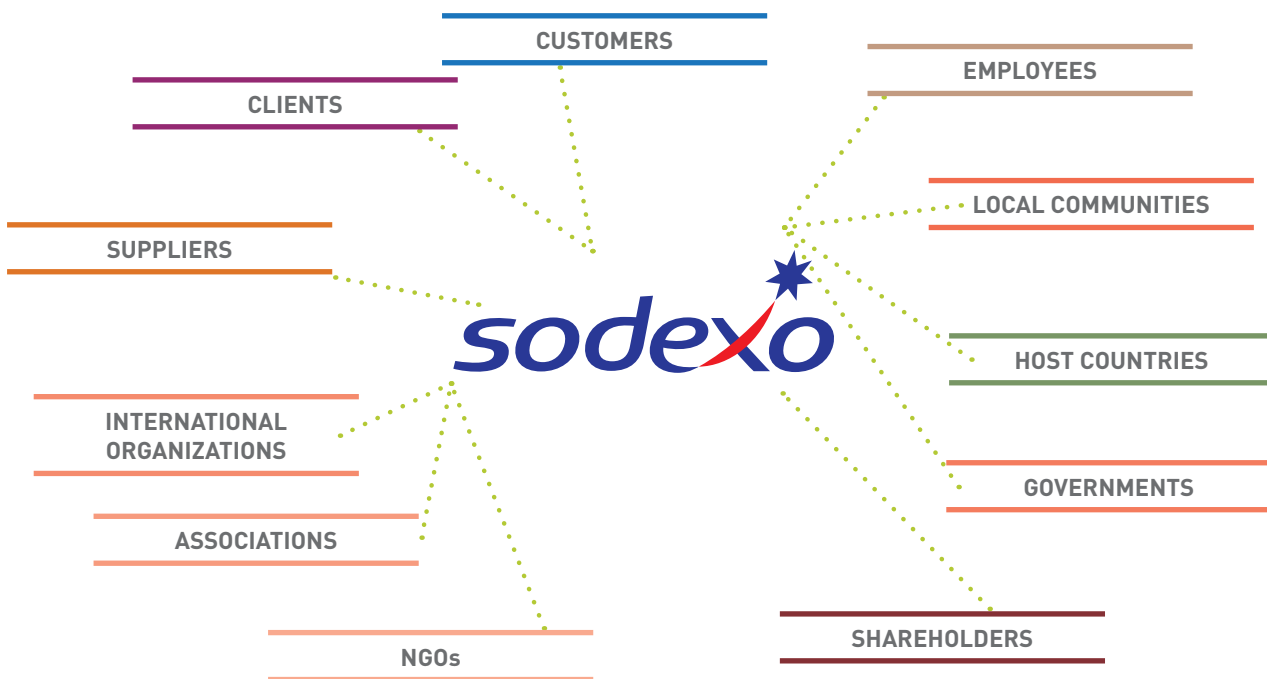 CUSTOMERS
EMPLOYEES
CLIENTS
LOCAL COMMUNITIES
SUPPLIERS
sodexo
HOST COUNTRIES
INTERNATIONAL
ORGANIZATIONS
GOVERNMENTS
ASSOCIATIONS
SHAREHOLDERS
NGOs